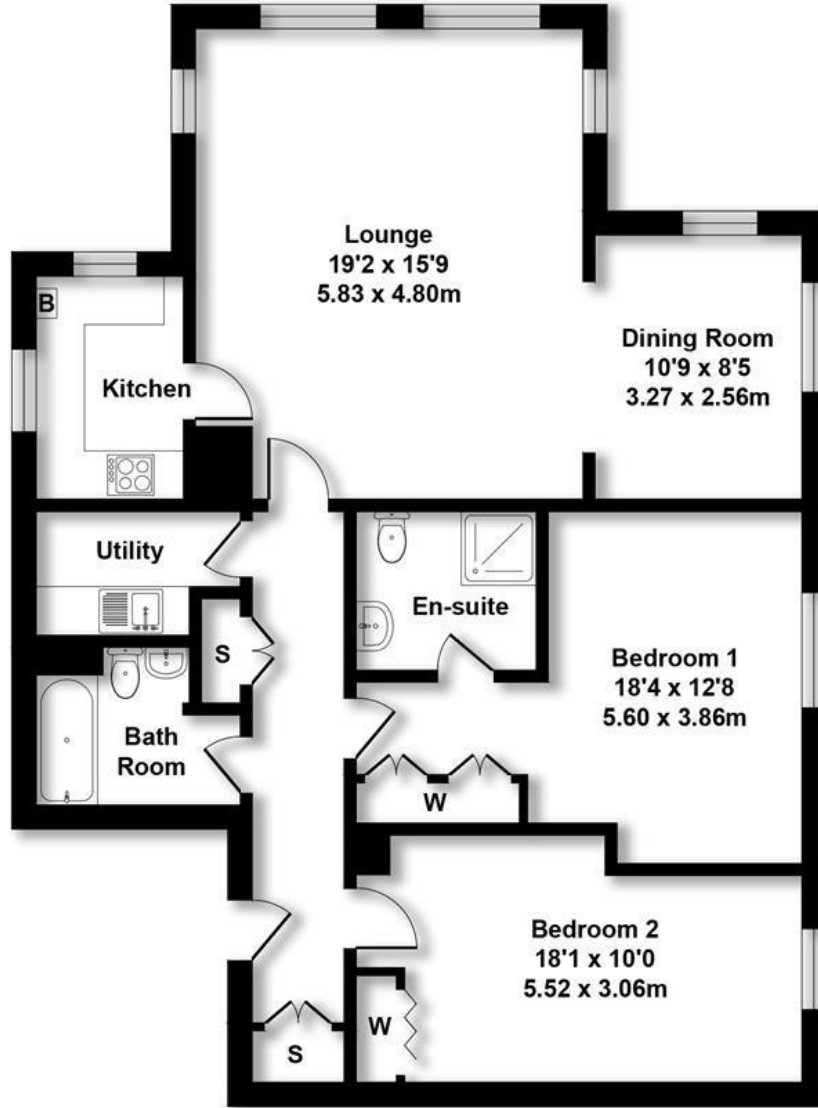 Lounge
19'2 x 15'9
5.83 x 4.80m
B
Kitchen
Dining Room
10'9 x 8'5
3.27 x 2.56m
Utility
En-suite
S
Bedroom 1
18'4 x 12'8
5.60 x 3.86m
Bath
Room
W
Bedroom 2
18'1 x 10'0
5.52 x 3.06m
W
S